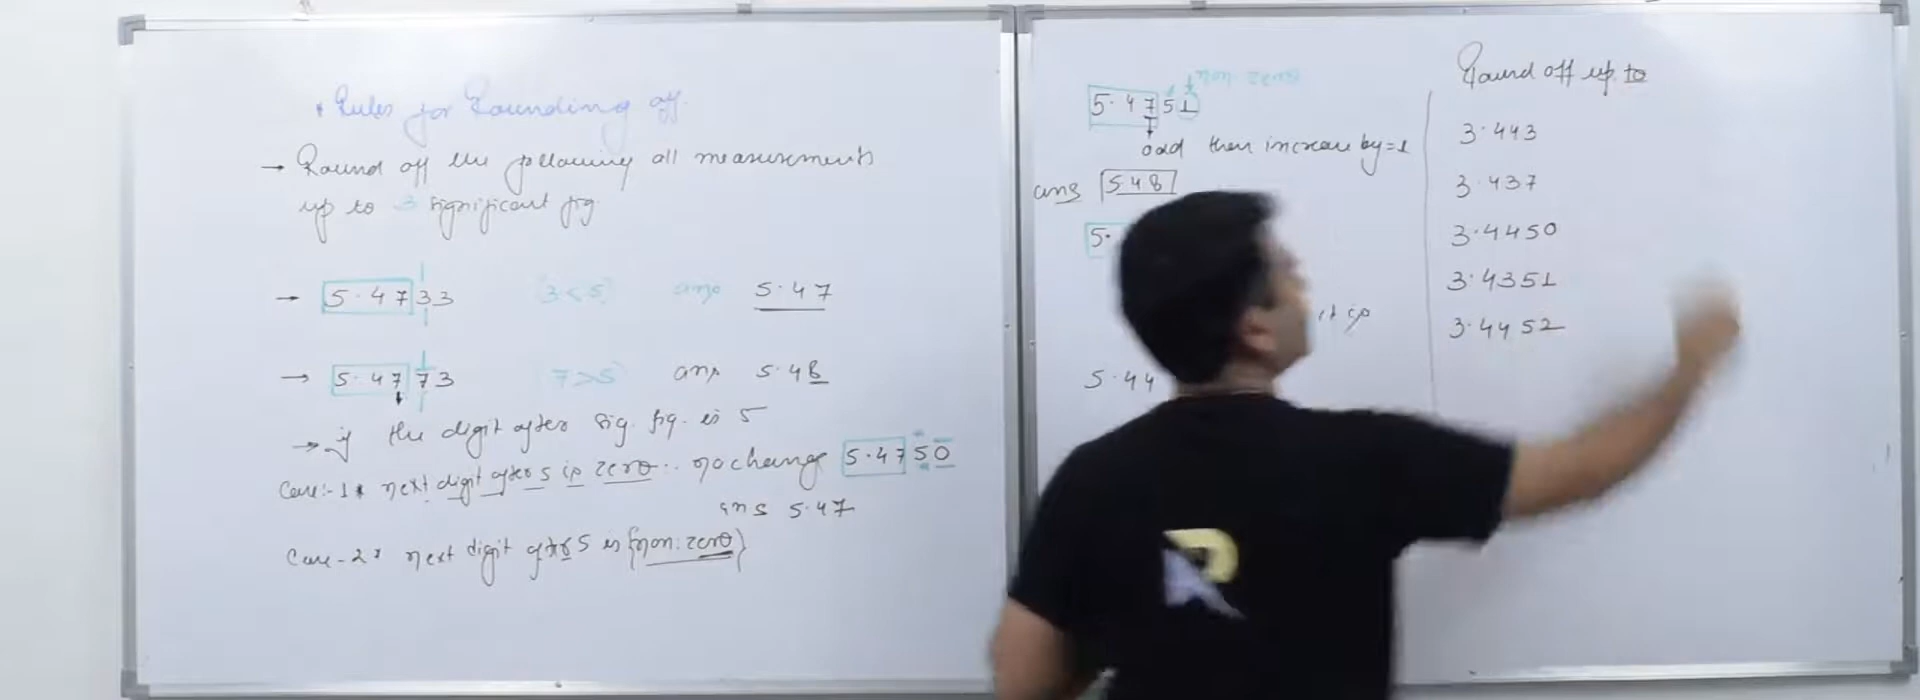 * Rules for Rounding off.
→ Round off the following all measurements
up to 3 significant fig.
→ 5.4733 3<5 ans 5.47
→ 5.4773 7>5 ans 5.48
→ if the digit after sig. fig. is 5
Case:-1* next digit after 5 is zero.. no change 5.4750
ans 5.47
Case-2* next digit after 5 is {non. zero}
non zero
5.4751
odd then increase by=1
ans 5.48
5.
it is
5.44
Round off up to
3.443
3.437
3.4450
3.4351
3.4452
R